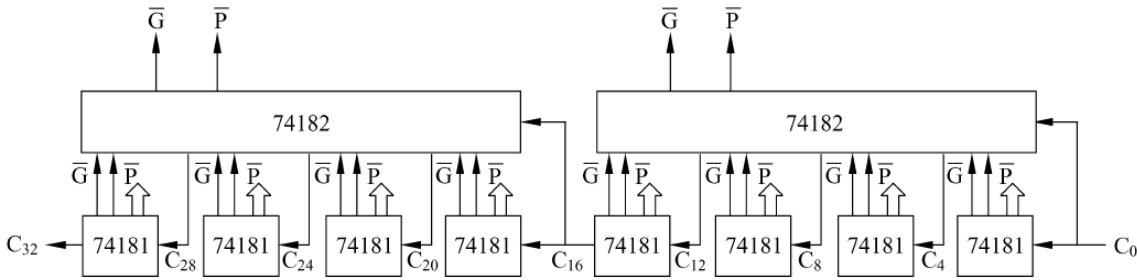 G̅ P̅ G̅ P̅
74182 74182
G̅ P̅ G̅ P̅ G̅ P̅ G̅ P̅ G̅ P̅ G̅ P̅ G̅ P̅ G̅ P̅
74181 74181 74181 74181 74181 74181 74181 74181
C₃₂ C₂₈ C₂₄ C₂₀ C₁₆ C₁₂ C₈ C₄ C₀